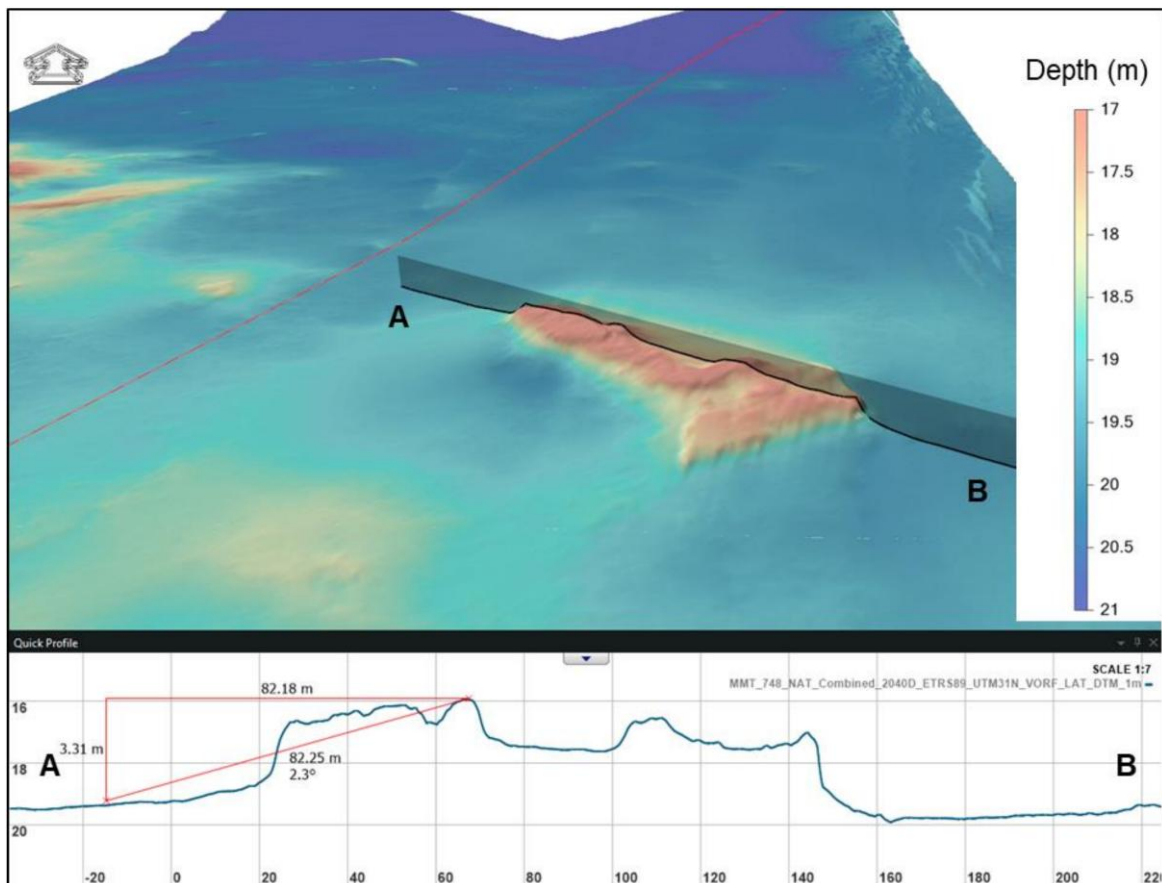 Depth (m)
17
17.5
18
18.5
19
19.5
20
20.5
21
A
B
Quick Profile
SCALE 1:7
MMT_748_NAT_Combined_2040D_ETRS89_UTM31N_VORF_LAT_DTM_1m
82.18 m
16
3.31 m
82.25 m
2.3°
A
B
18
20
-20
0
20
40
60
80
100
120
140
160
180
200
220